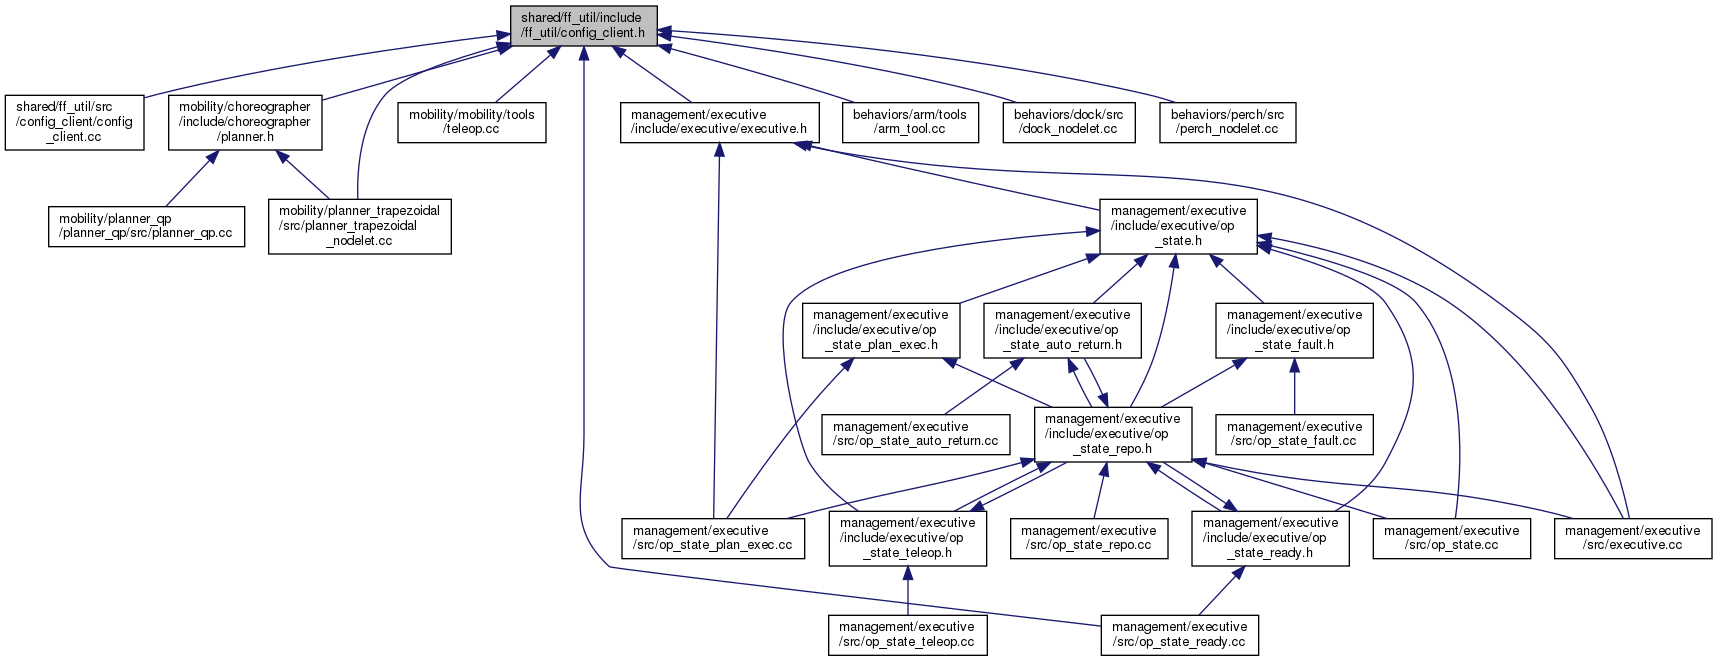 shared/ff_util/include
/ff_util/config_client.h
shared/ff_util/src
/config_client/config
_client.cc
mobility/choreographer
/include/choreographer
/planner.h
mobility/mobility/tools
/teleop.cc
management/executive
/include/executive/executive.h
behaviors/arm/tools
/arm_tool.cc
behaviors/dock/src
/dock_nodelet.cc
behaviors/perch/src
/perch_nodelet.cc
mobility/planner_qp
/planner_qp/src/planner_qp.cc
mobility/planner_trapezoidal
/src/planner_trapezoidal
_nodelet.cc
management/executive
/include/executive/op
_state.h
management/executive
/include/executive/op
_state_plan_exec.h
management/executive
/include/executive/op
_state_auto_return.h
management/executive
/include/executive/op
_state_fault.h
management/executive
/src/op_state_auto_return.cc
management/executive
/include/executive/op
_state_repo.h
management/executive
/src/op_state_fault.cc
management/executive
/src/op_state_plan_exec.cc
management/executive
/include/executive/op
_state_teleop.h
management/executive
/src/op_state_repo.cc
management/executive
/include/executive/op
_state_ready.h
management/executive
/src/op_state.cc
management/executive
/src/executive.cc
management/executive
/src/op_state_teleop.cc
management/executive
/src/op_state_ready.cc